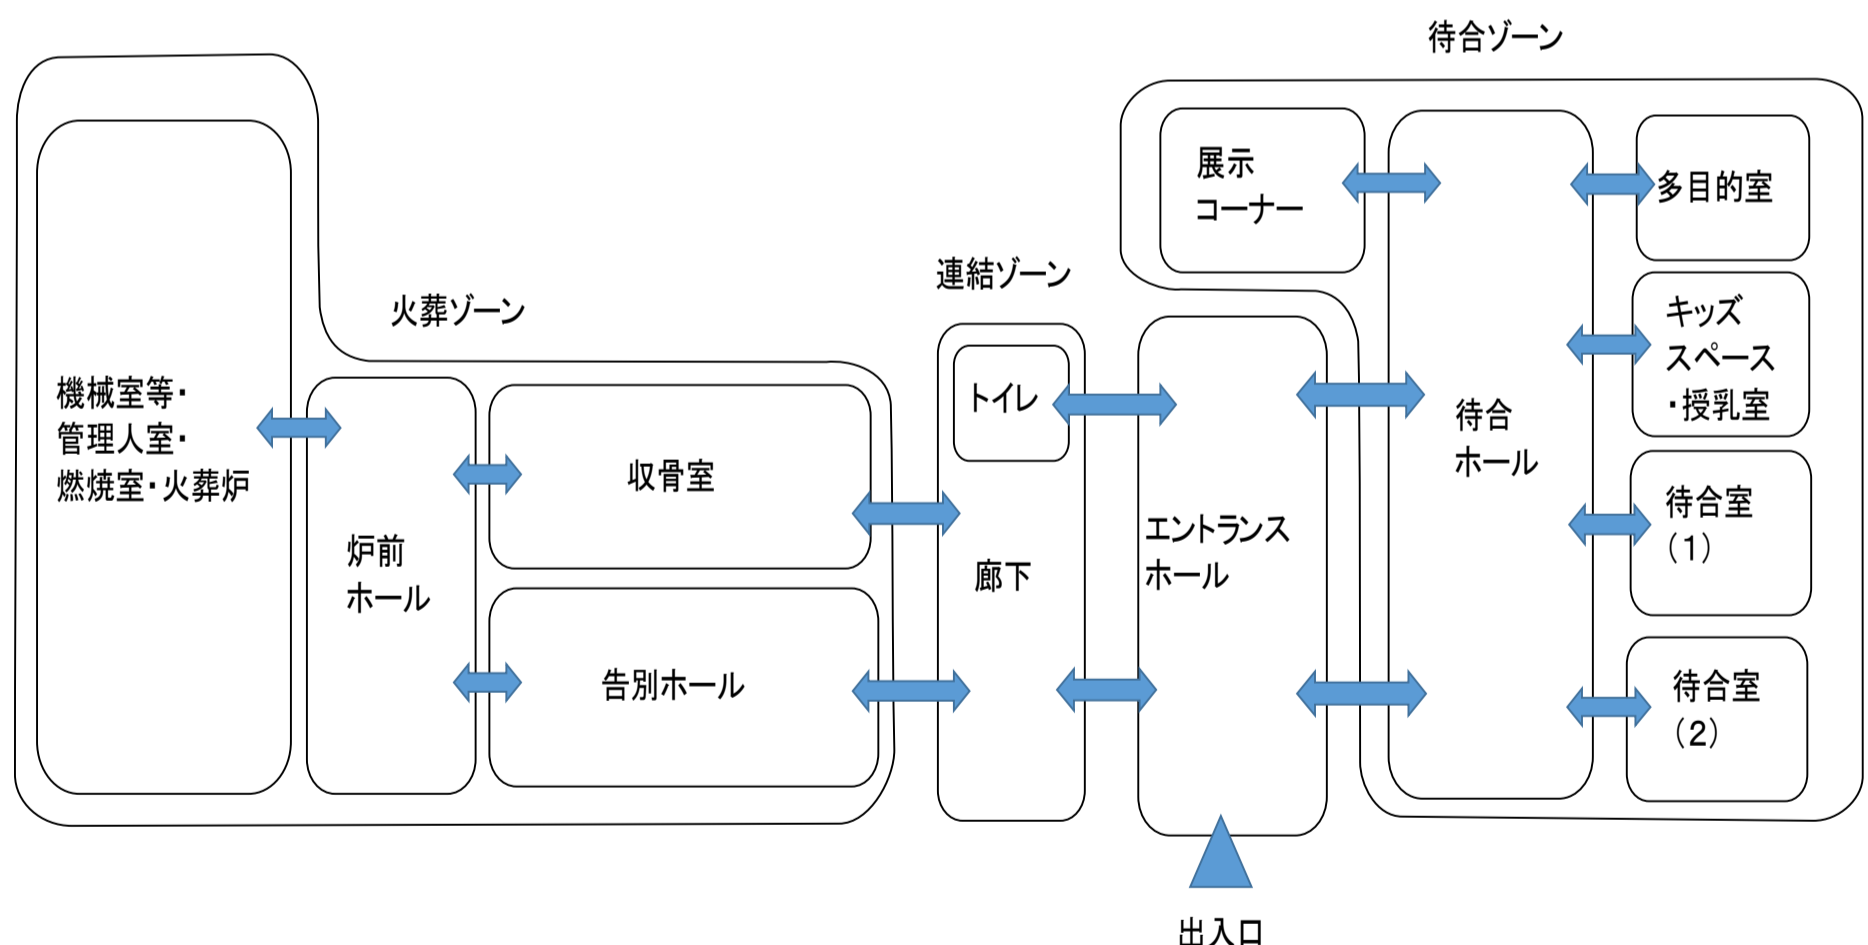 待合ゾーン
展示
コーナー
多目的室
連結ゾーン
火葬ゾーン
キッズ
スペース
・授乳室
機械室等・
管理人室・
燃焼室・火葬炉
トイレ
待合
ホール
収骨室
待合室
（1）
炉前
ホール
廊下
エントランス
ホール
告別ホール
待合室
（2）
出入口